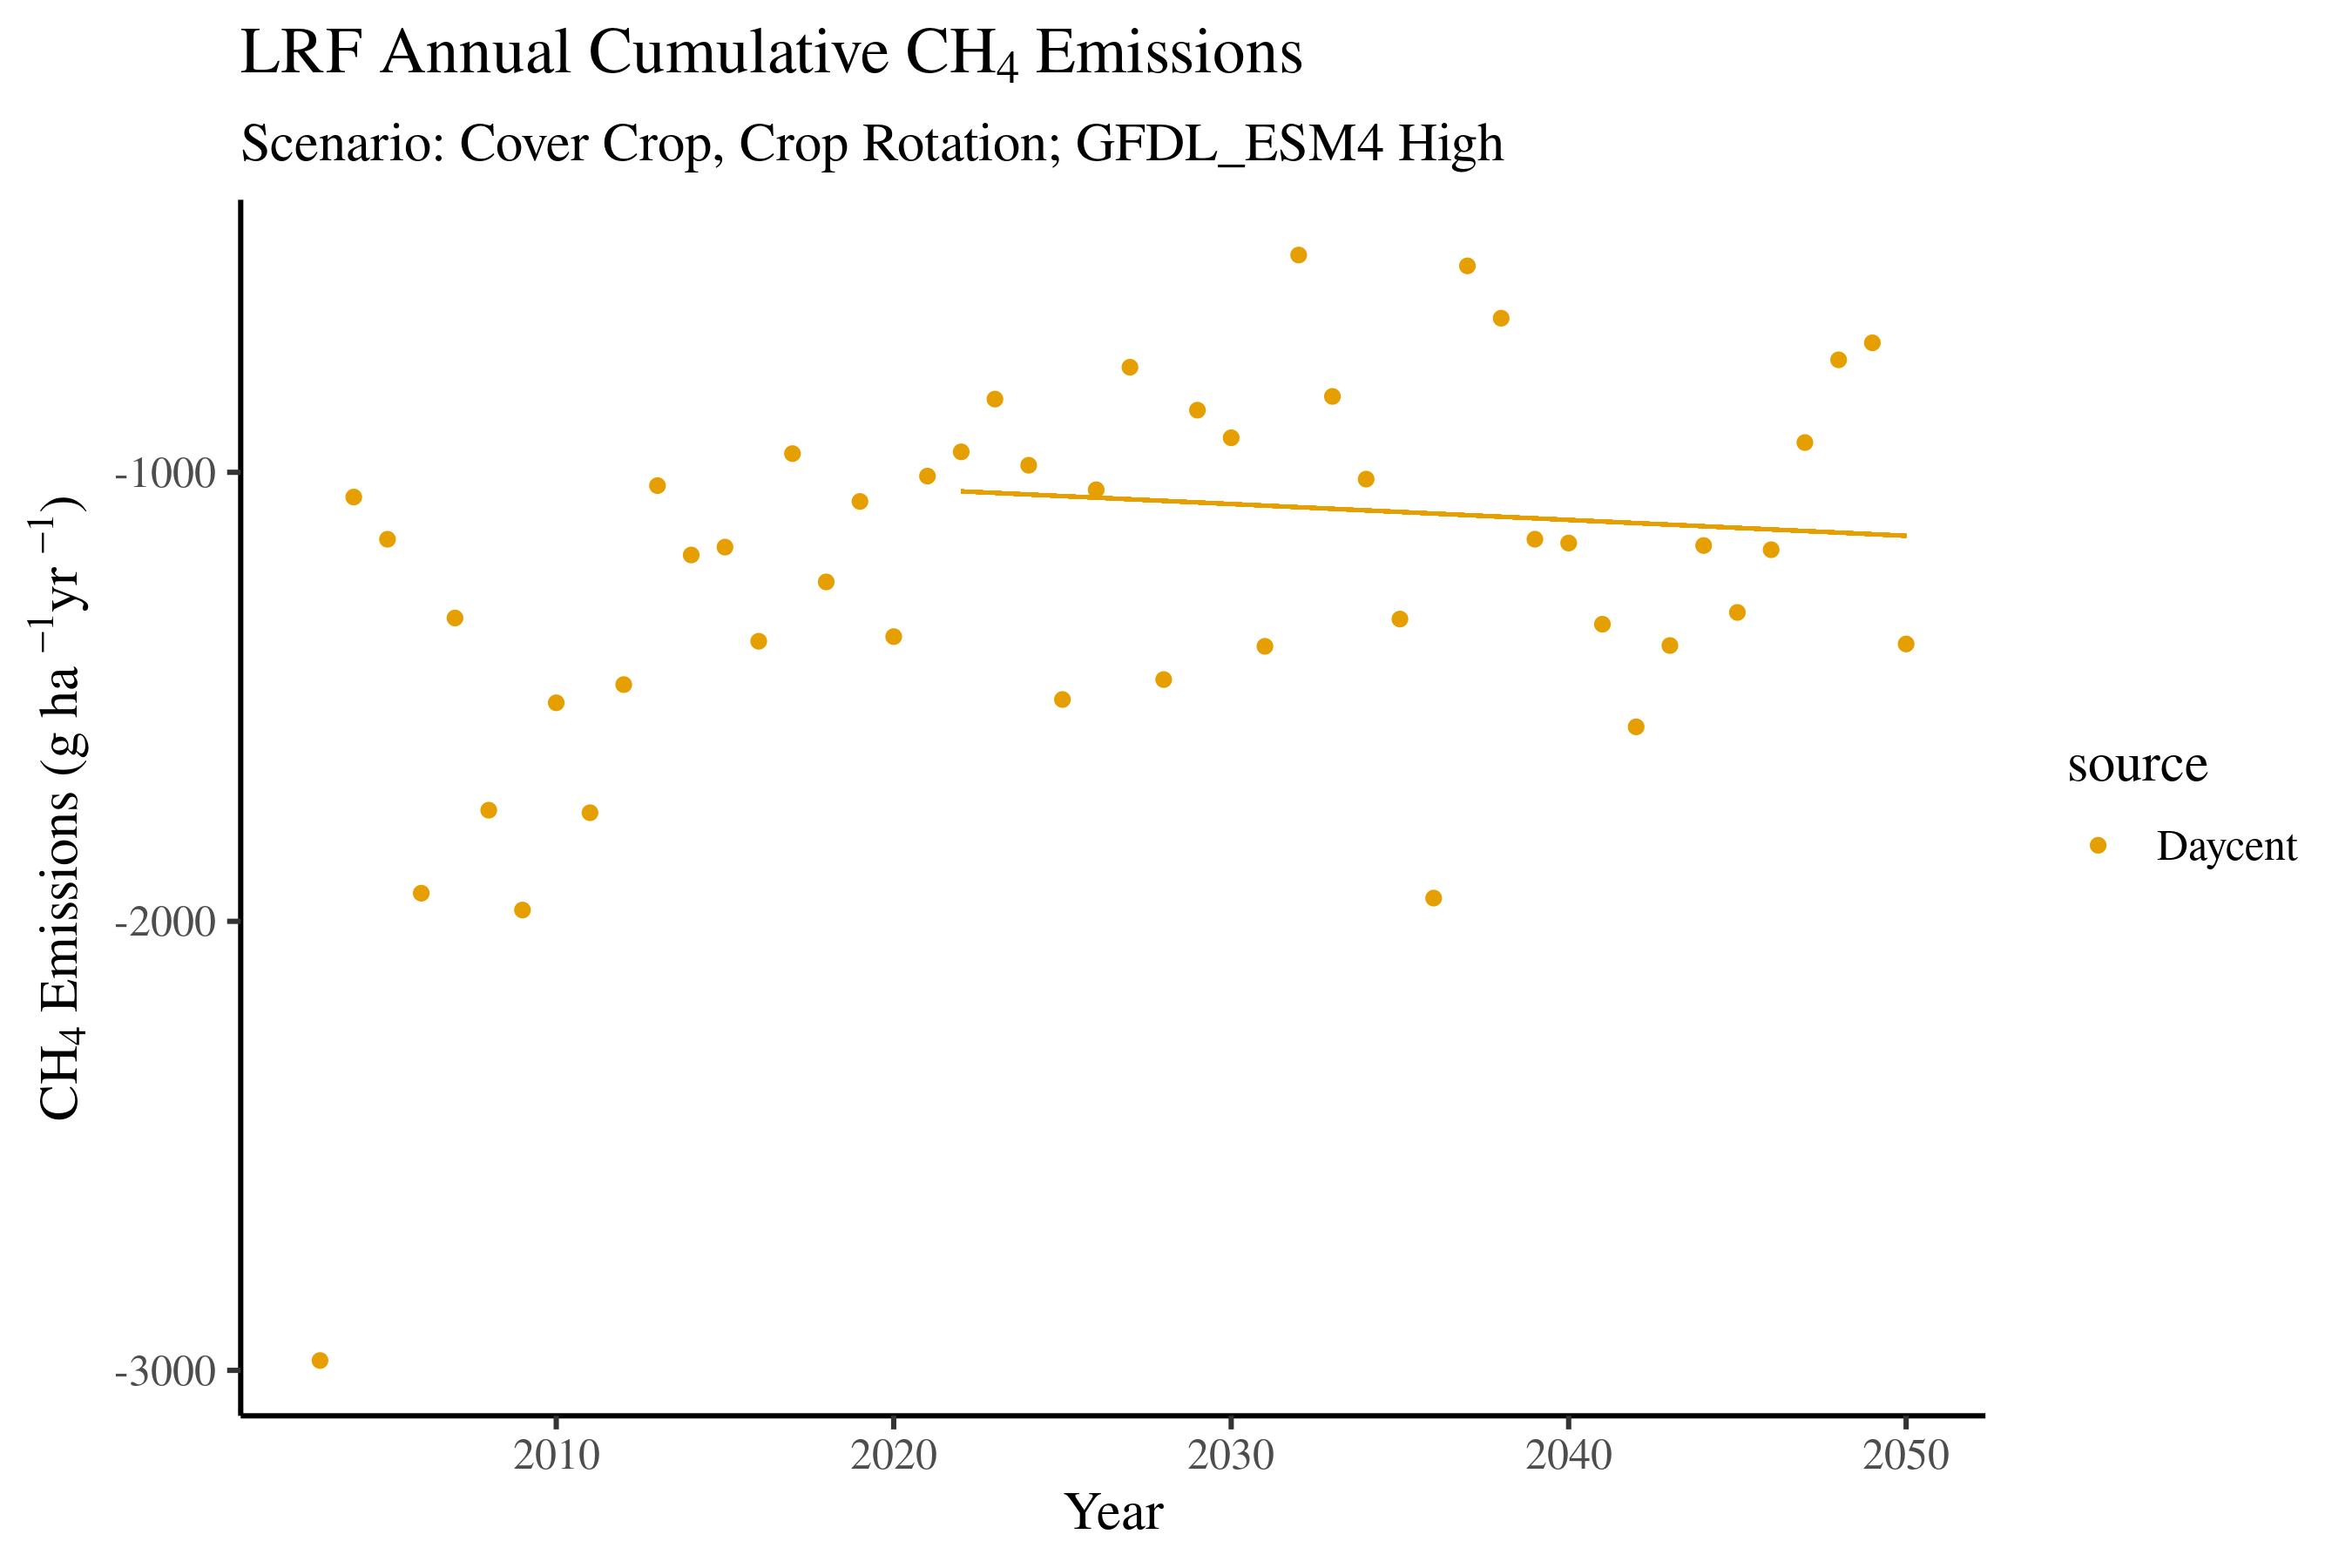 LRF Annual Cumulative CH₄ Emissions
Scenario: Cover Crop, Crop Rotation; GFDL_ESM4 High
CH₄ Emissions (g ha⁻¹yr⁻¹)
-1000
-2000
-3000
2010 2020 2030 2040 2050
Year
source
Daycent